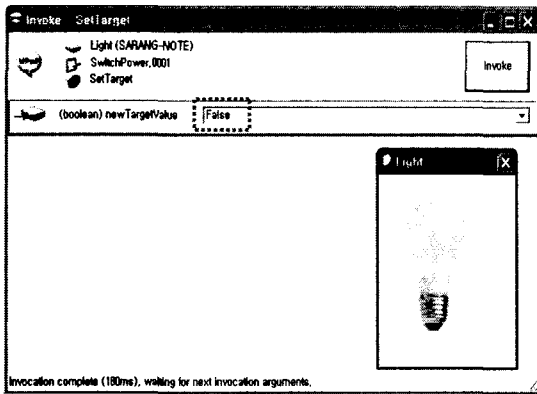 Invoke SetTarget
Light (SARANG-NOTE)
SwitchPower.0001
SetTarget
Invoke
(boolean) newTargetValue
False
Light
Invocation complete (180ms), waiting for next invocation arguments.